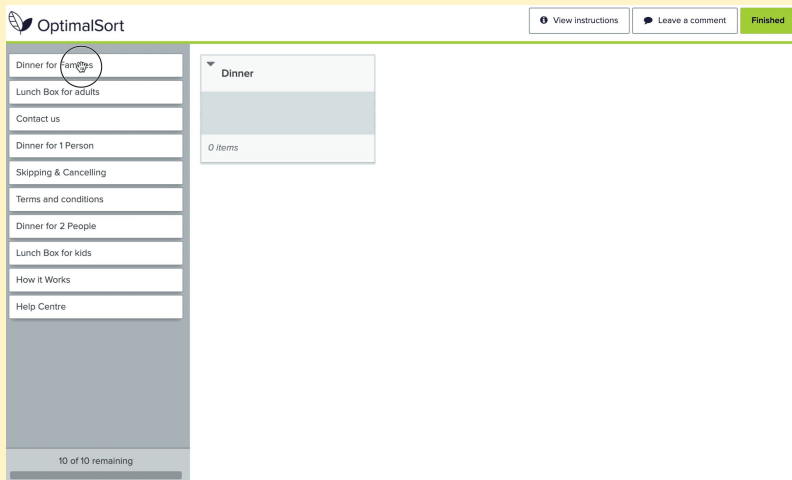 OptimalSort
View instructions
Leave a comment
Finished
Dinner for Families
Lunch Box for adults
Contact us
Dinner for 1 Person
Skipping & Cancelling
Terms and conditions
Dinner for 2 People
Lunch Box for kids
How it Works
Help Centre
10 of 10 remaining
Dinner
0 items